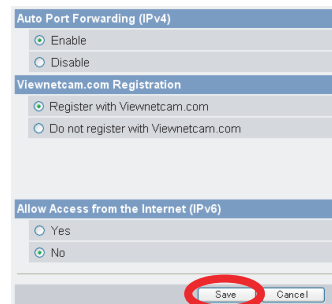 Auto Port Forwarding (IPv4)
Enable
Disable
Viewnetcam.com Registration
Register with Viewnetcam.com
Do not register with Viewnetcam.com
Allow Access from the Internet (IPv6)
Yes
No
Save Cancel